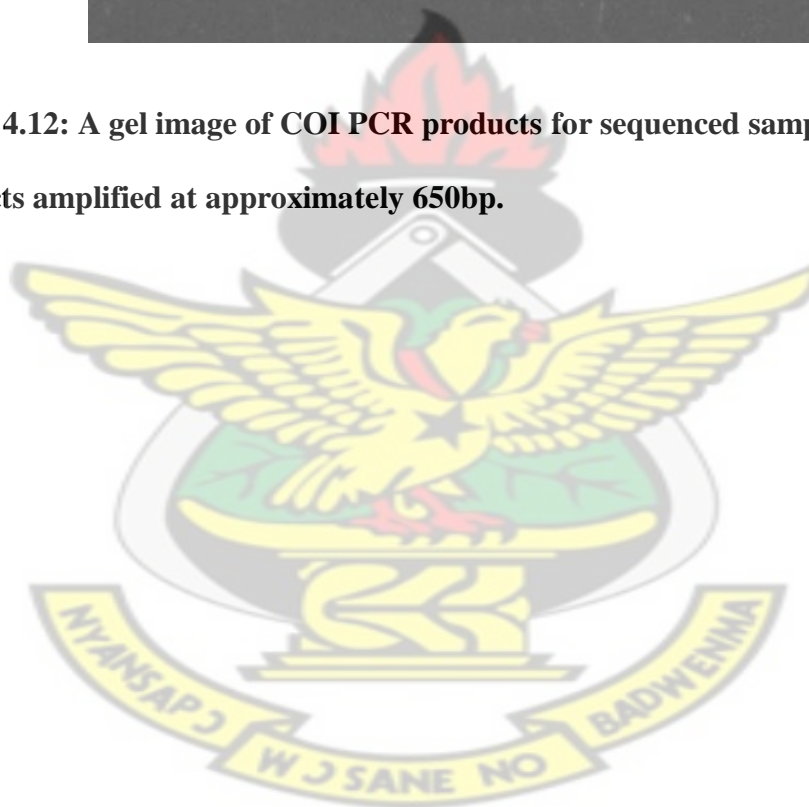 4.12: A gel image of COI PCR products for sequenced samp
cts amplified at approximately 650bp.
NYANSAPƆ WƆSANE NO BADWENMA